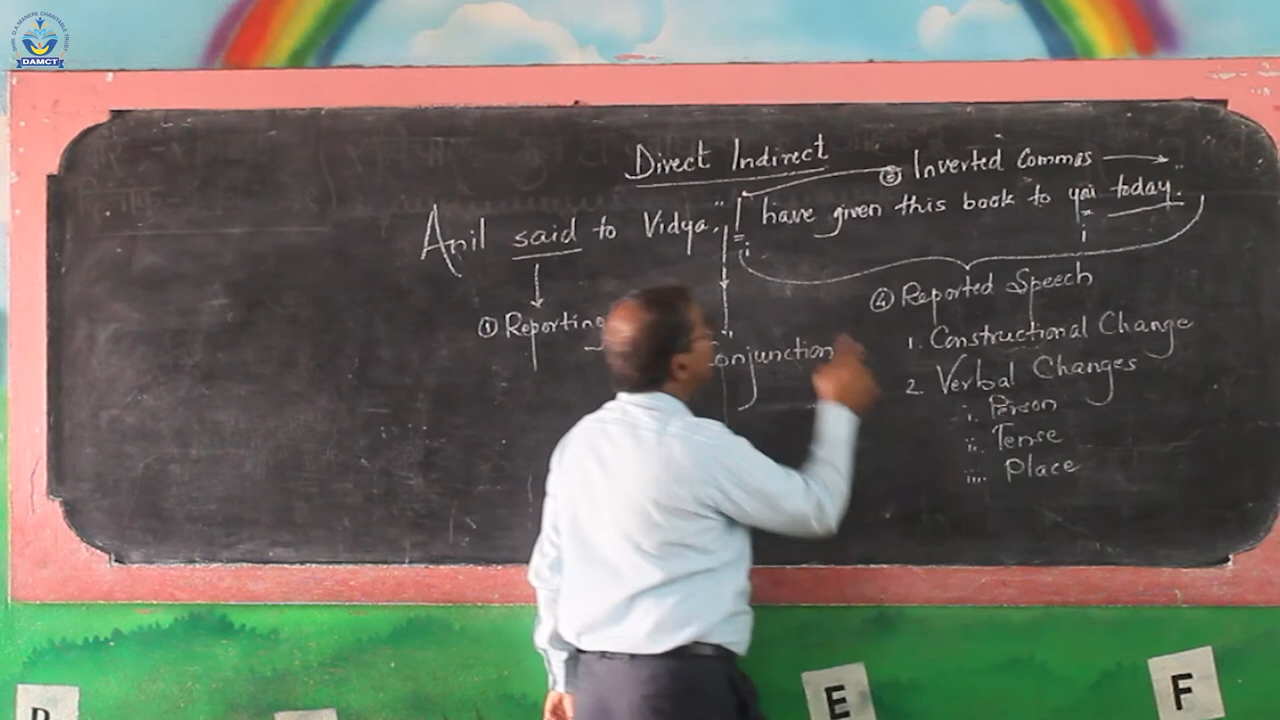 DAMCT
Direct Indirect
③ Inverted Commas
Anil said to Vidya, "I have given this book to you today."
i
i
① Reporting
onjunction
④ Reported Speech
1. Constructional Change
2. Verbal Changes
i. Person
ii. Tense
iii. Place
E
F